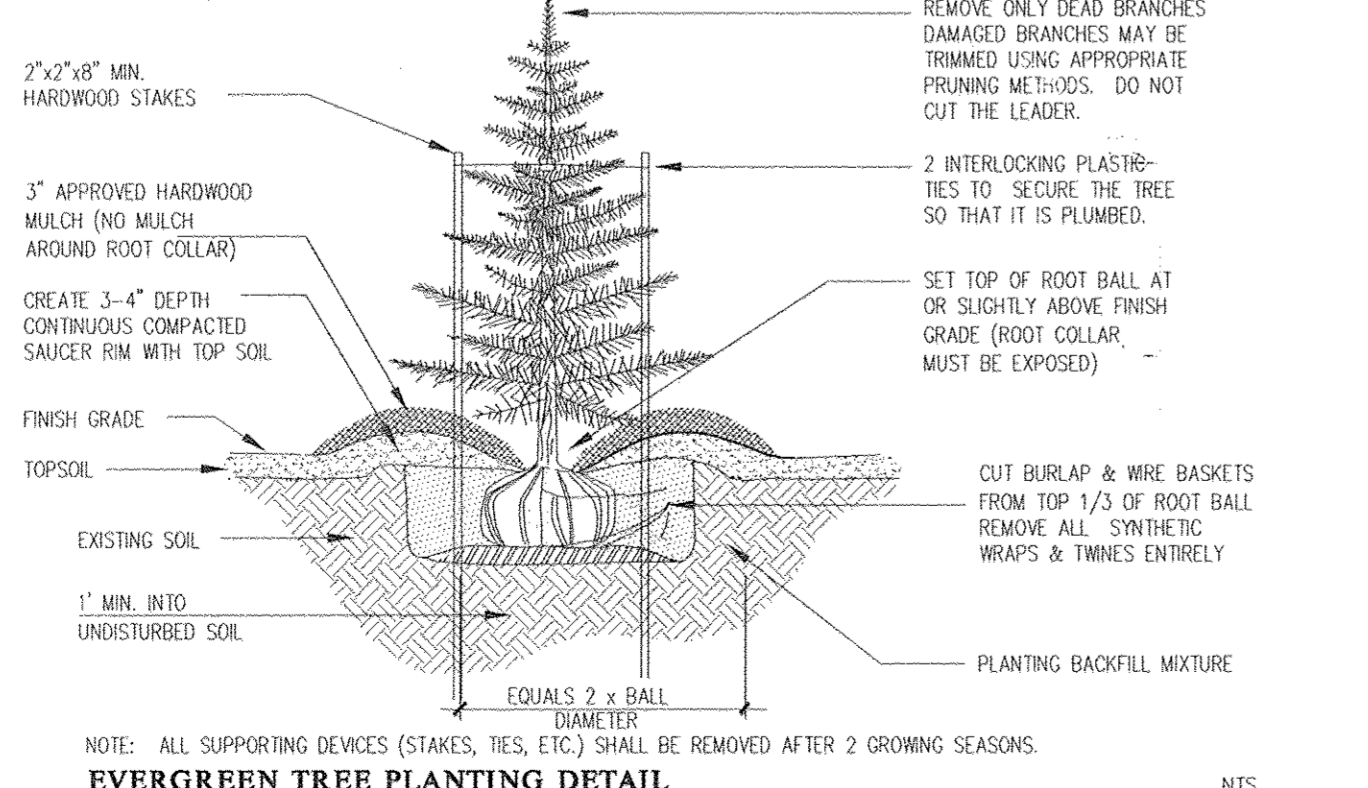 REMOVE ONLY DEAD BRANCHES
DAMAGED BRANCHES MAY BE
TRIMMED USING APPROPRIATE
PRUNING METHODS. DO NOT
CUT THE LEADER.
2"x2"x8" MIN.
HARDWOOD STAKES
2 INTERLOCKING PLASTIC
TIES TO SECURE THE TREE
SO THAT IT IS PLUMBED.
3" APPROVED HARDWOOD
MULCH (NO MULCH
AROUND ROOT COLLAR)
SET TOP OF ROOT BALL AT
OR SLIGHTLY ABOVE FINISH
GRADE (ROOT COLLAR
MUST BE EXPOSED)
CREATE 3-4" DEPTH
CONTINUOUS COMPACTED
SAUCER RIM WITH TOP SOIL
FINISH GRADE
TOPSOIL
CUT BURLAP & WIRE BASKETS
FROM TOP 1/3 OF ROOT BALL
REMOVE ALL SYNTHETIC
WRAPS & TWINES ENTIRELY
EXISTING SOIL
1' MIN. INTO
UNDISTURBED SOIL
PLANTING BACKFILL MIXTURE
EQUALS 2 x BALL
DIAMETER
NOTE: ALL SUPPORTING DEVICES (STAKES, TIES, ETC.) SHALL BE REMOVED AFTER 2 GROWING SEASONS.
EVERGREEN TREE PLANTING DETAIL
NTS